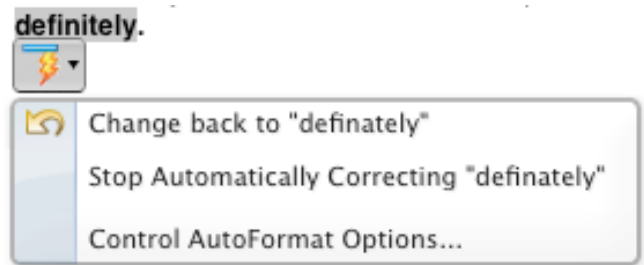 definitely.
Change back to "definately"
Stop Automatically Correcting "definately"
Control AutoFormat Options...